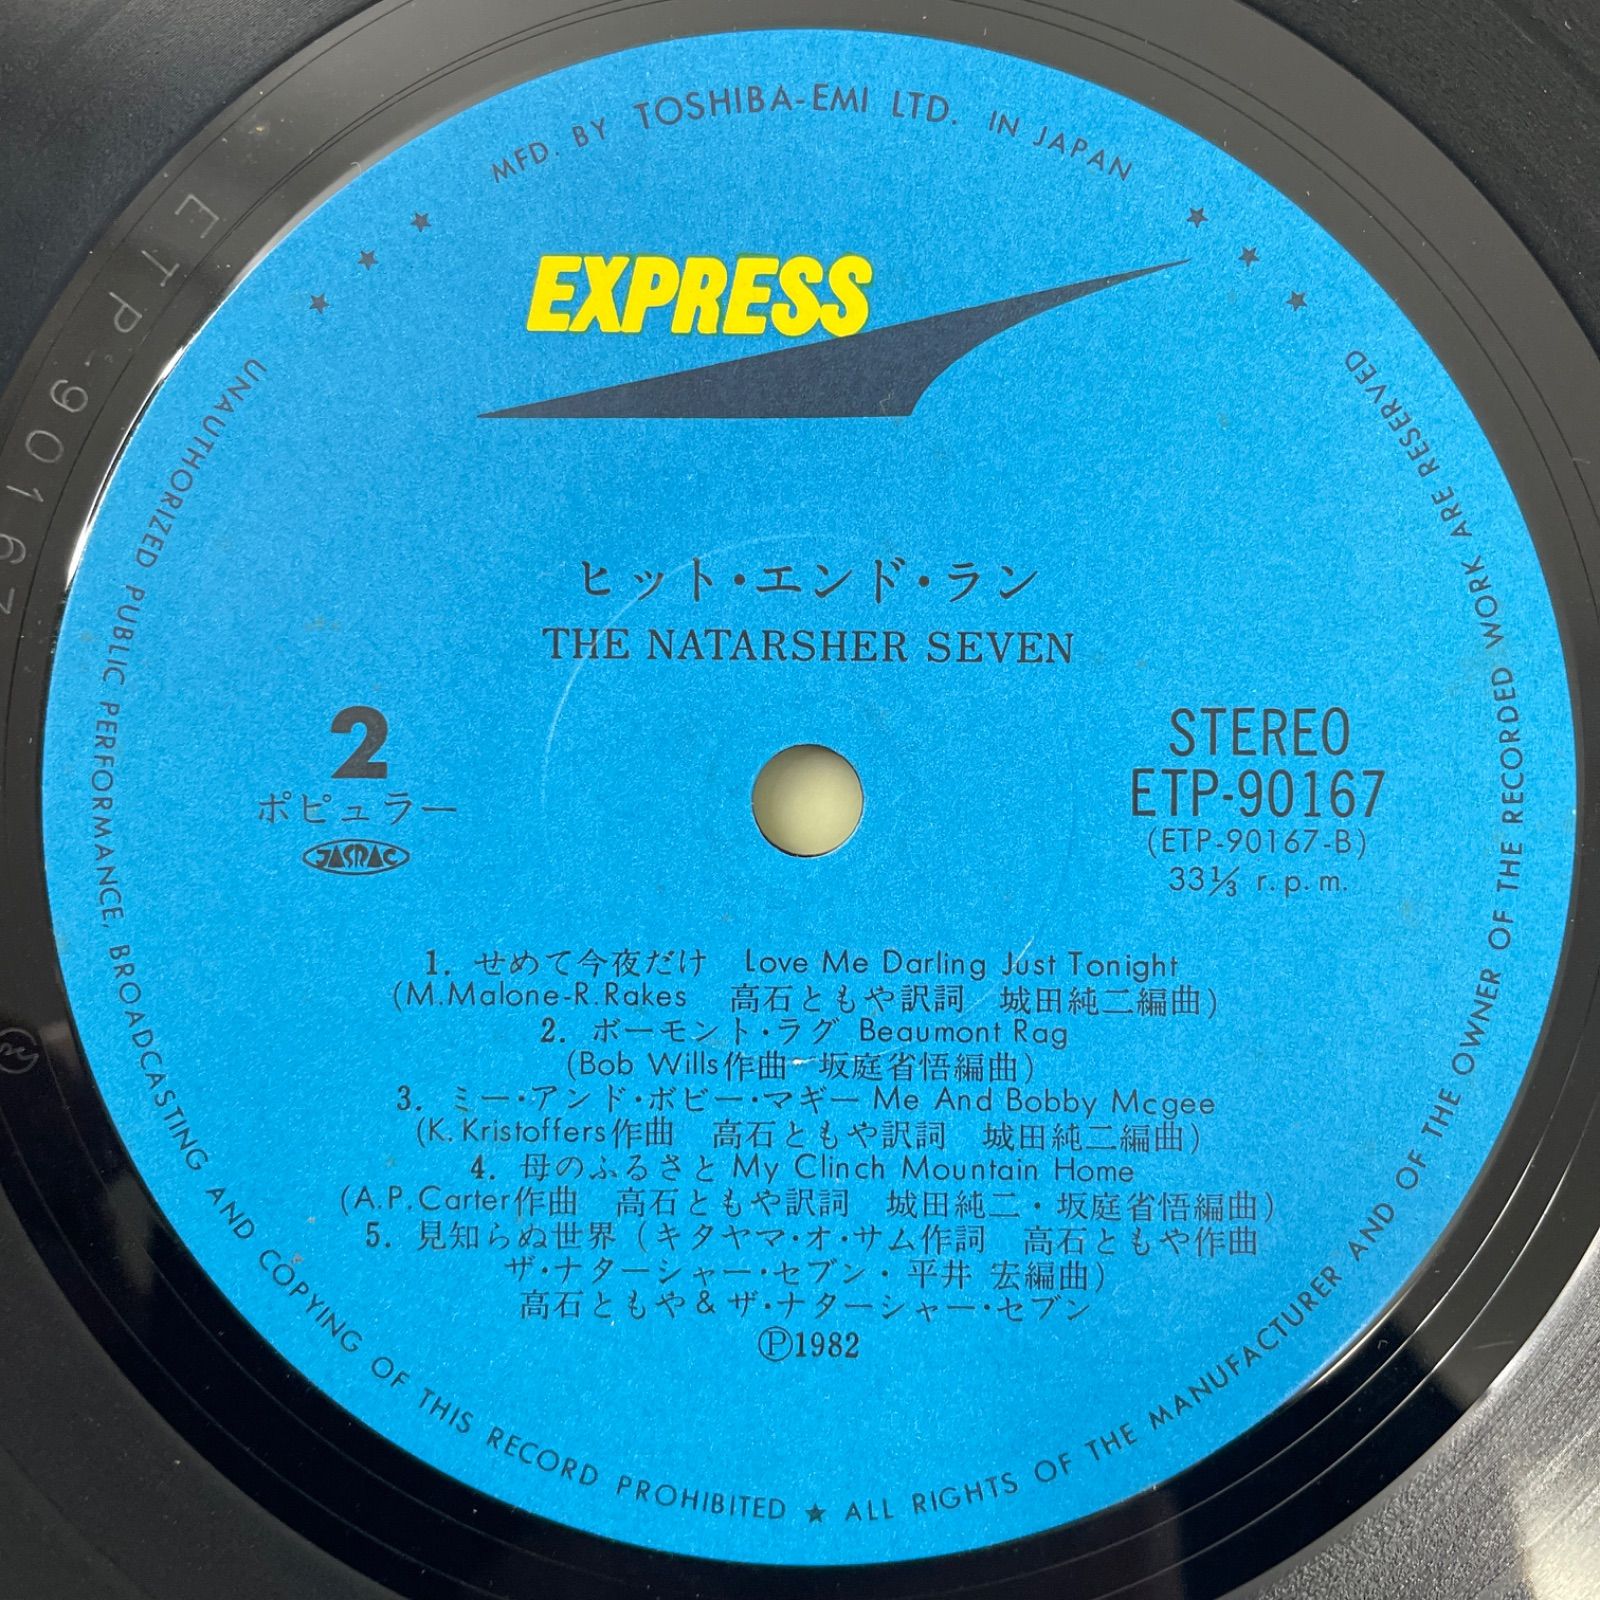 MFD. BY TOSHIBA-EMI LTD. IN JAPAN
EXPRESS
ヒット・エンド・ラン
THE NATARSHER SEVEN
2
ポピュラー
JASRAC
STEREO
ETP-90167
(ETP-90167-B)
33⅓ r.p.m.
1. せめて今夜だけ Love Me Darling Just Tonight
(M.Malone-R.Rakes 高石ともや訳詞 城田純二編曲)
2. ボーモント・ラグ Beaumont Rag
(Bob Wills作曲 坂庭省悟編曲)
3. ミー・アンド・ボビー・マギー Me And Bobby Mcgee
(K.Kristoffers作曲 高石ともや訳詞 城田純二編曲)
4. 母のふるさと My Clinch Mountain Home
(A.P.Carter作曲 高石ともや訳詞 城田純二・坂庭省悟編曲)
5. 見知らぬ世界 (キタヤマ・オ・サム作詞 高石ともや作曲
ザ・ナターシャー・セブン・平井 宏編曲)
高石ともや&ザ・ナターシャー・セブン
Ⓟ1982
UNAUTHORIZED PUBLIC PERFORMANCE, BROADCASTING AND COPYING OF THIS RECORD PROHIBITED ★ ALL RIGHTS OF THE MANUFACTURER AND OF THE OWNER OF THE RECORDED WORK ARE RESERVED
ETP・90167